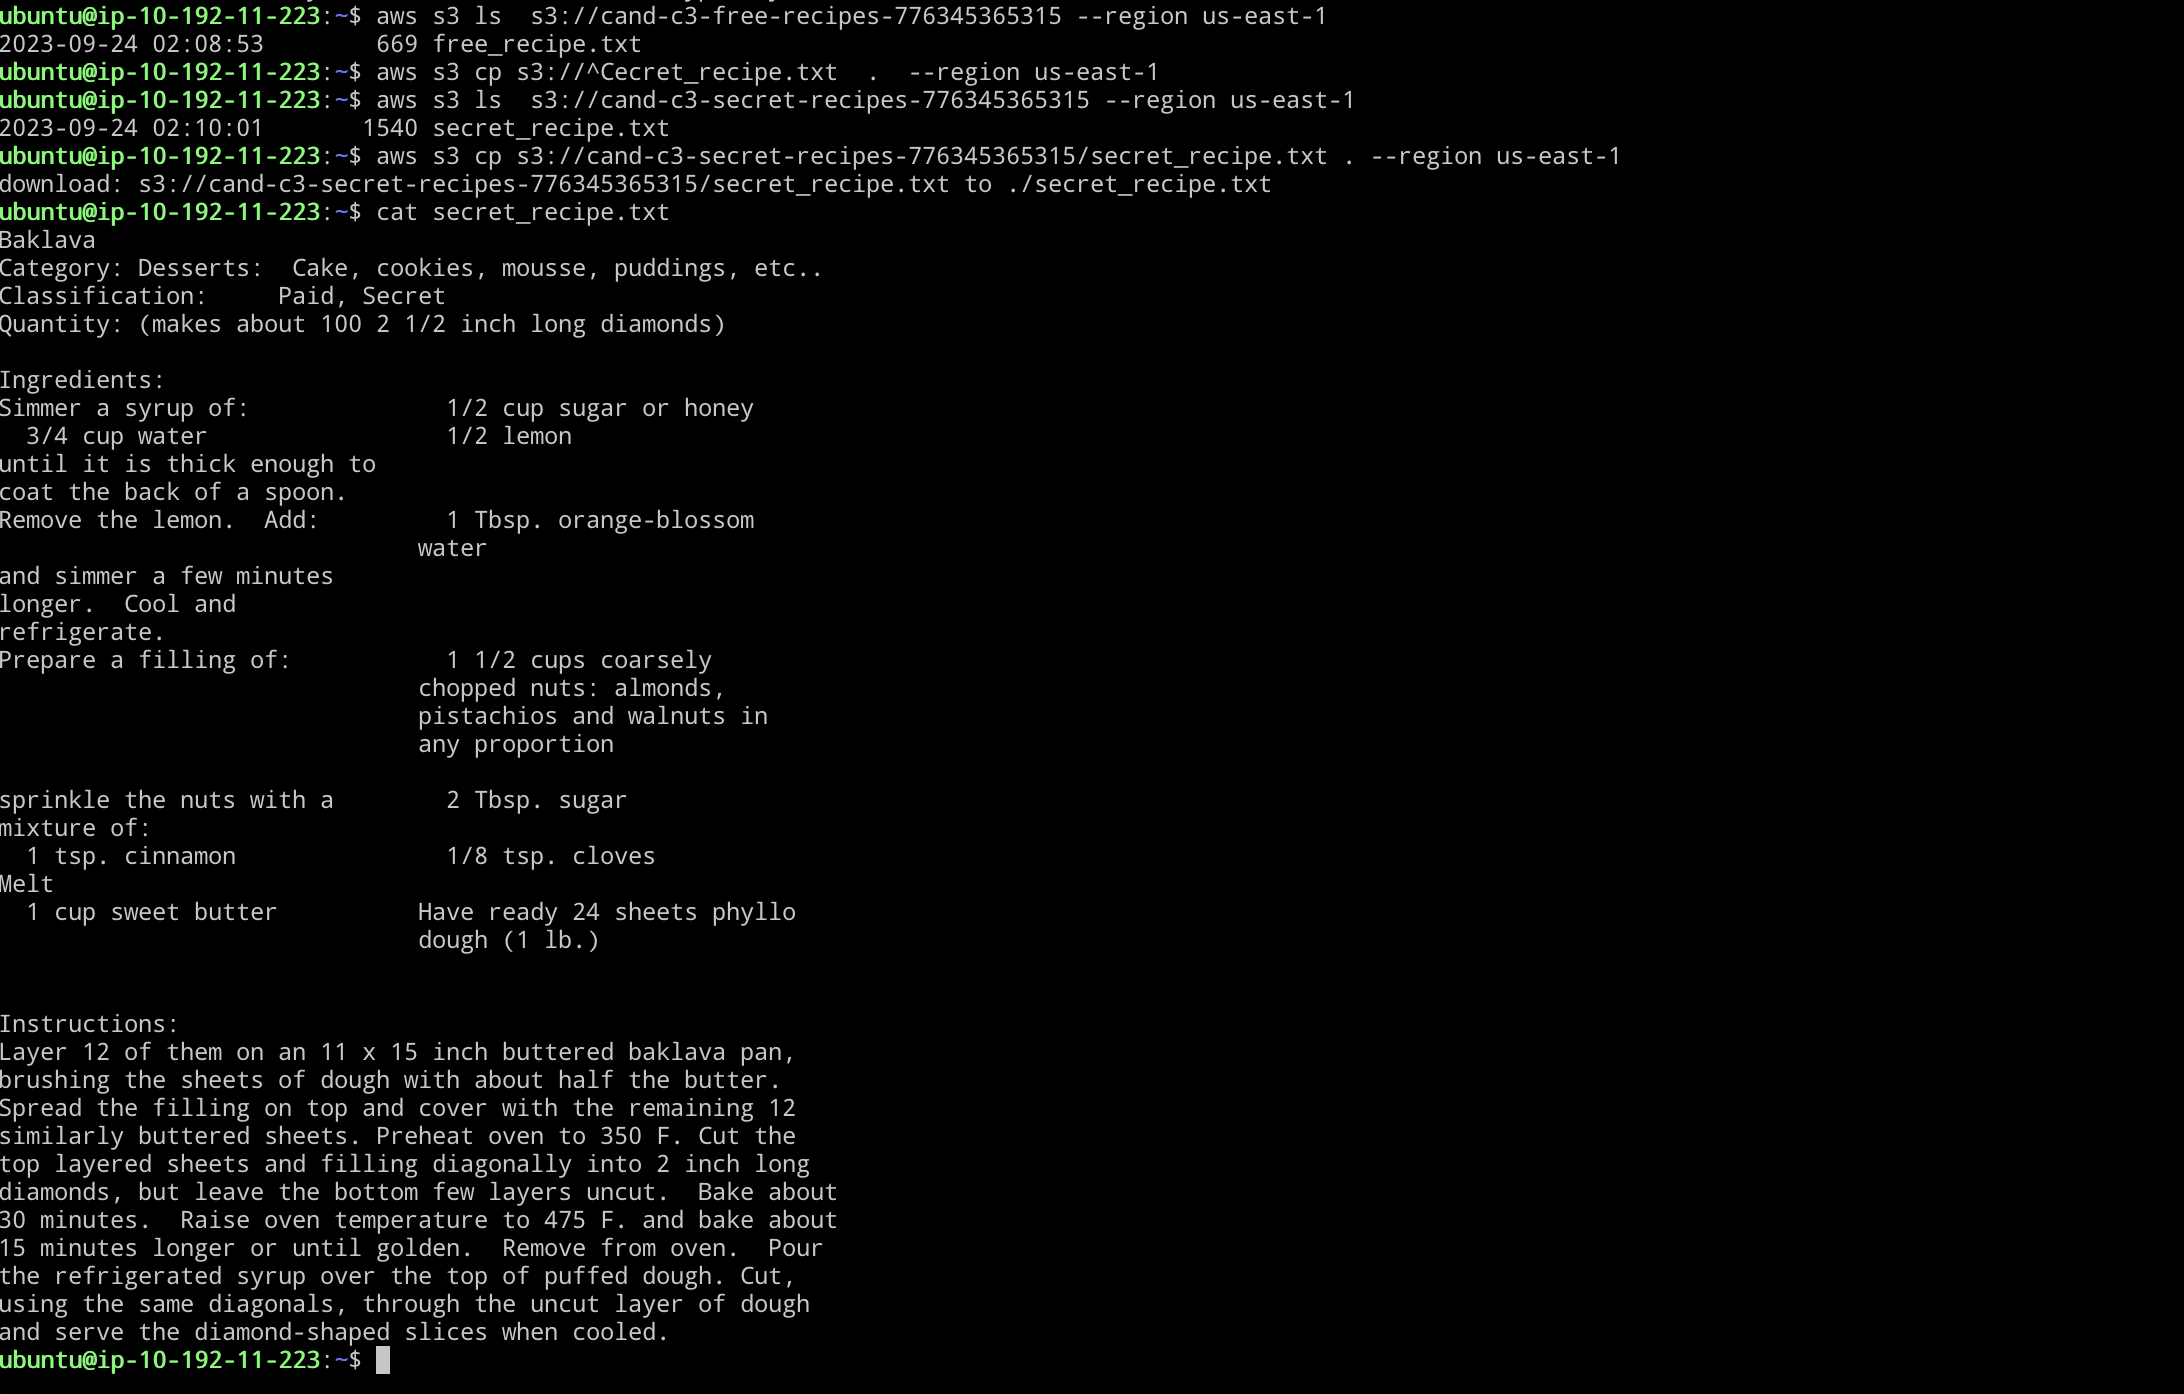 ubuntu@ip-10-192-11-223:~$ aws s3 ls  s3://cand-c3-free-recipes-776345365315 --region us-east-1
2023-09-24 02:08:53        669 free_recipe.txt
ubuntu@ip-10-192-11-223:~$ aws s3 cp s3://^Cecret_recipe.txt  .  --region us-east-1
ubuntu@ip-10-192-11-223:~$ aws s3 ls  s3://cand-c3-secret-recipes-776345365315 --region us-east-1
2023-09-24 02:10:01       1540 secret_recipe.txt
ubuntu@ip-10-192-11-223:~$ aws s3 cp s3://cand-c3-secret-recipes-776345365315/secret_recipe.txt . --region us-east-1
download: s3://cand-c3-secret-recipes-776345365315/secret_recipe.txt to ./secret_recipe.txt
ubuntu@ip-10-192-11-223:~$ cat secret_recipe.txt
Baklava
Category: Desserts:  Cake, cookies, mousse, puddings, etc..
Classification:     Paid, Secret
Quantity: (makes about 100 2 1/2 inch long diamonds)

Ingredients:
Simmer a syrup of:              1/2 cup sugar or honey
  3/4 cup water                 1/2 lemon
until it is thick enough to
coat the back of a spoon.
Remove the lemon.  Add:         1 Tbsp. orange-blossom
                              water
and simmer a few minutes
longer.  Cool and
refrigerate.
Prepare a filling of:           1 1/2 cups coarsely
                              chopped nuts: almonds,
                              pistachios and walnuts in
                              any proportion

sprinkle the nuts with a        2 Tbsp. sugar
mixture of:
  1 tsp. cinnamon               1/8 tsp. cloves
Melt
  1 cup sweet butter          Have ready 24 sheets phyllo
                              dough (1 lb.)


Instructions:
Layer 12 of them on an 11 x 15 inch buttered baklava pan,
brushing the sheets of dough with about half the butter.
Spread the filling on top and cover with the remaining 12
similarly buttered sheets. Preheat oven to 350 F. Cut the
top layered sheets and filling diagonally into 2 inch long
diamonds, but leave the bottom few layers uncut.  Bake about
30 minutes.  Raise oven temperature to 475 F. and bake about
15 minutes longer or until golden.  Remove from oven.  Pour
the refrigerated syrup over the top of puffed dough. Cut,
using the same diagonals, through the uncut layer of dough
and serve the diamond-shaped slices when cooled.
ubuntu@ip-10-192-11-223:~$